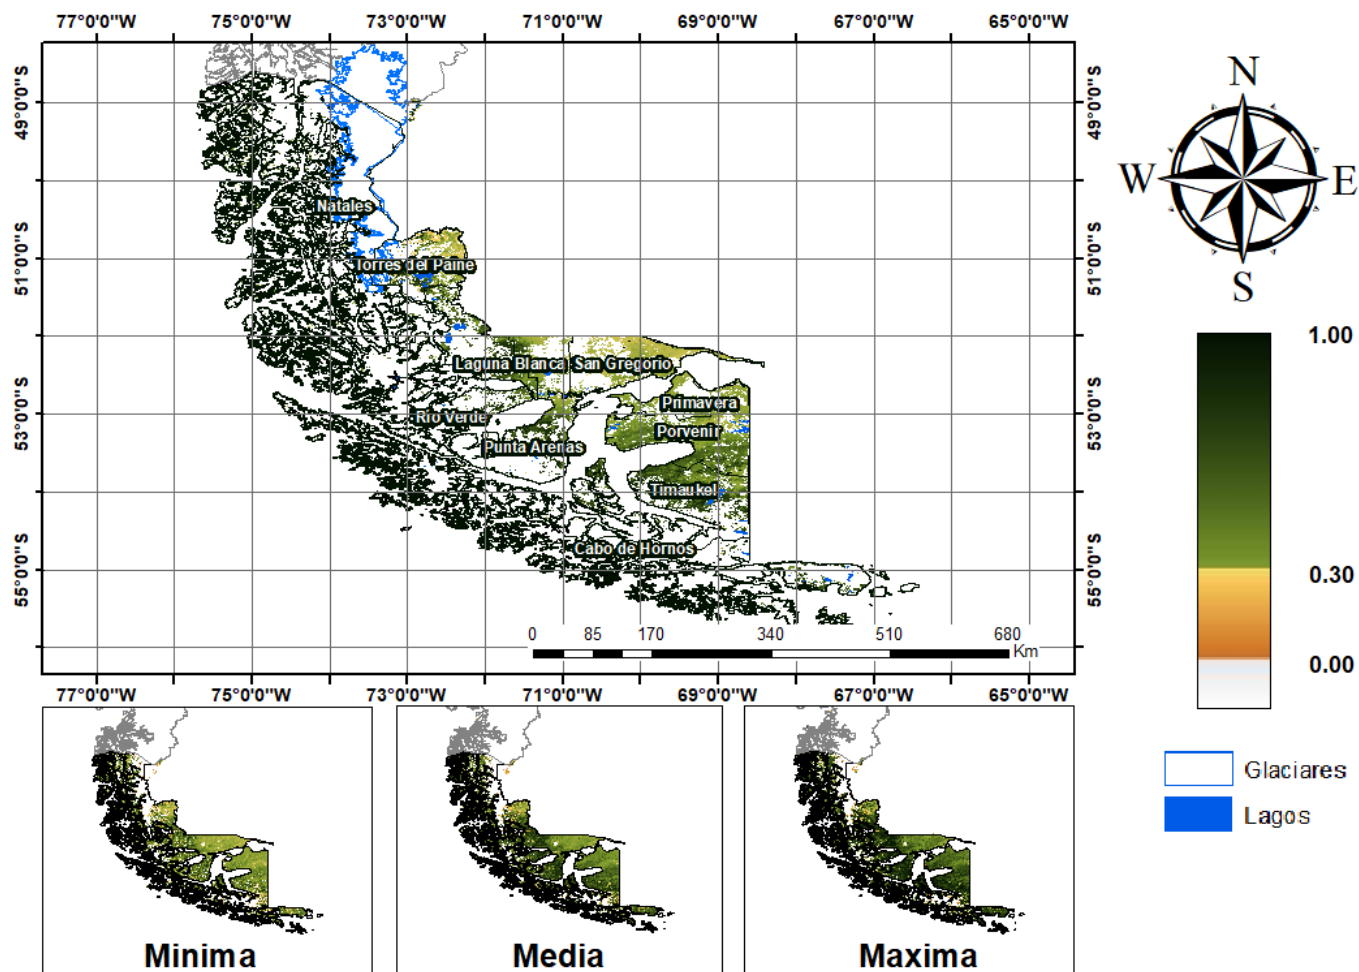 77°0'0"W 75°0'0"W 73°0'0"W 71°0'0"W 69°0'0"W 67°0'0"W 65°0'0"W
49°0'0"S 49°0'0"S
51°0'0"S 51°0'0"S
53°0'0"S 53°0'0"S
55°0'0"S 55°0'0"S
Natales
Torres del Paine
Laguna Blanca San Gregorio
Primavera
Rio Verde
Porvenir
Punta Arenas
Timaukel
Cabo de Hornos
0 85 170 340 510 680
Km
77°0'0"W 75°0'0"W 73°0'0"W 71°0'0"W 69°0'0"W 67°0'0"W 65°0'0"W
N
W E
S
1.00
0.30
0.00
Glaciares
Lagos
Minima Media Maxima